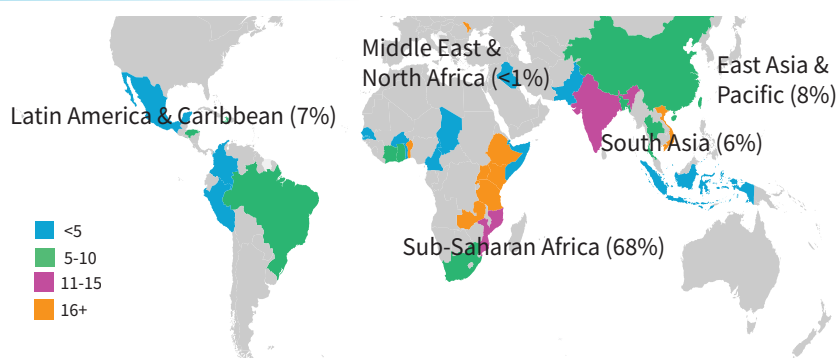 Middle East &
North Africa (<1%)
East Asia &
Pacific (8%)
Latin America & Caribbean (7%)
South Asia (6%)
Sub-Saharan Africa (68%)
<5
5-10
11-15
16+